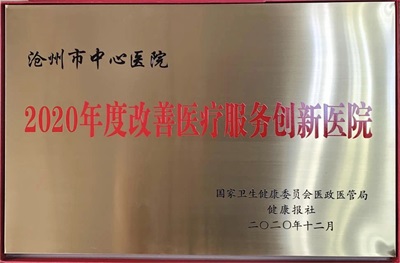 沧州市中心医院
2020年度改善医疗服务创新医院
国家卫生健康委员会医政医管局
健康报社
二〇二〇年十二月